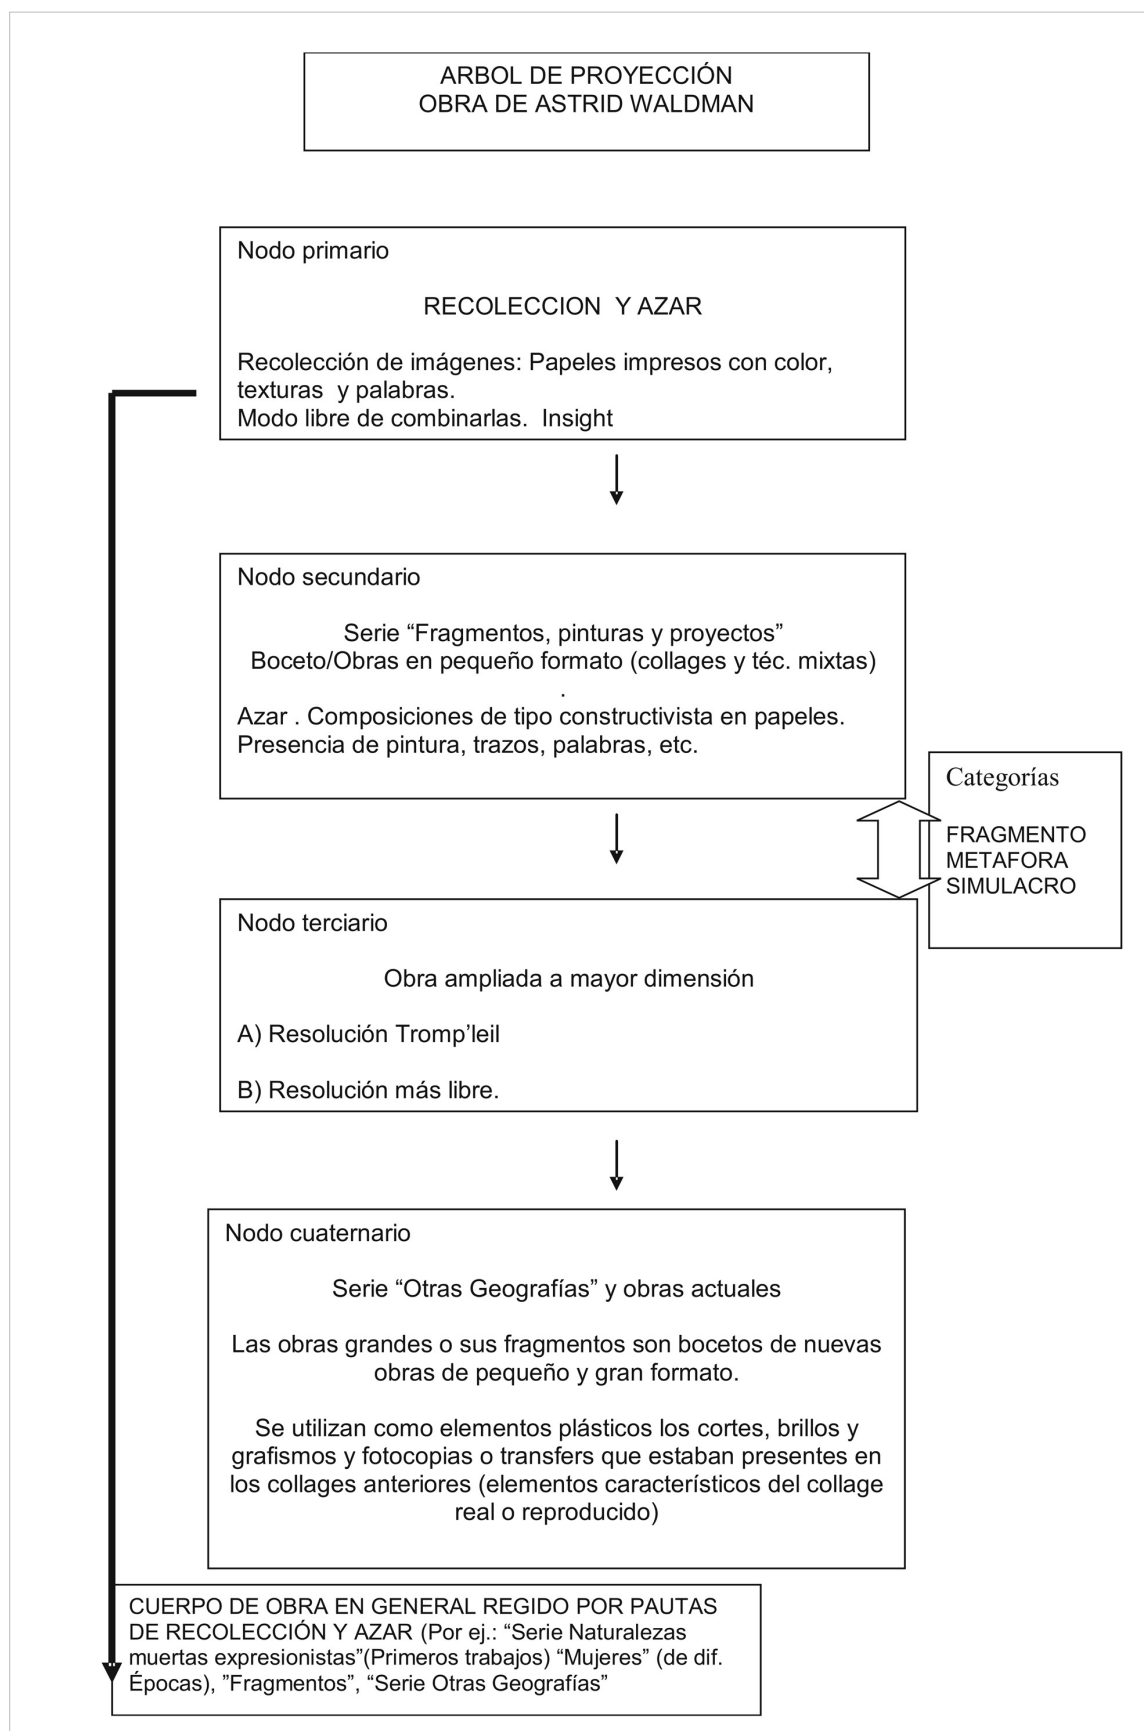 ARBOL DE PROYECCIÓN
OBRA DE ASTRID WALDMAN
Nodo primario
RECOLECCION  Y AZAR
Recolección de imágenes: Papeles impresos con color,
texturas  y palabras.
Modo libre de combinarlas.  Insight
Nodo secundario
Serie “Fragmentos, pinturas y proyectos”
Boceto/Obras en pequeño formato (collages y téc. mixtas)
.
Azar . Composiciones de tipo constructivista en papeles.
Presencia de pintura, trazos, palabras, etc.
Categorías
FRAGMENTO
METAFORA
SIMULACRO
Nodo terciario
Obra ampliada a mayor dimensión
A) Resolución Tromp’leil
B) Resolución más libre.
Nodo cuaternario
Serie “Otras Geografías” y obras actuales
Las obras grandes o sus fragmentos son bocetos de nuevas
obras de pequeño y gran formato.
Se utilizan como elementos plásticos los cortes, brillos y
grafismos y fotocopias o transfers que estaban presentes en
los collages anteriores (elementos característicos del collage
real o reproducido)
CUERPO DE OBRA EN GENERAL REGIDO POR PAUTAS
DE RECOLECCIÓN Y AZAR (Por ej.: “Serie Naturalezas
muertas expresionistas”(Primeros trabajos) “Mujeres” (de dif.
Épocas), ”Fragmentos”, “Serie Otras Geografías”